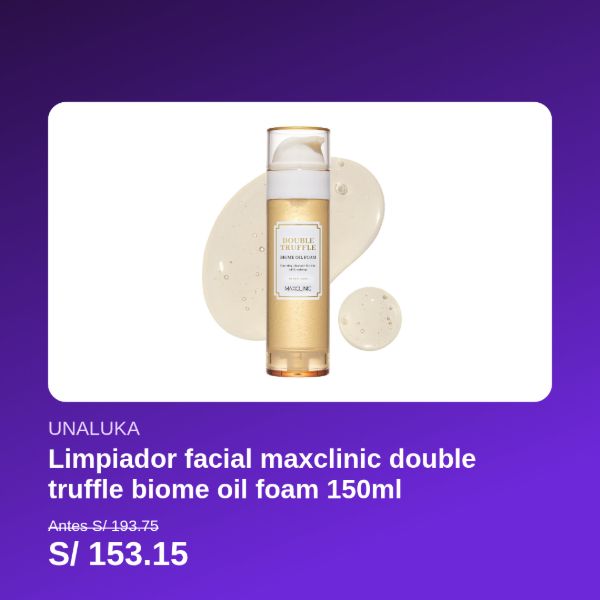 DOUBLE
TRUFFLE
BIOME OIL FOAM
MAXCLINIC
UNALUKA
Limpiador facial maxclinic double
truffle biome oil foam 150ml
Antes S/ 193.75
S/ 153.15